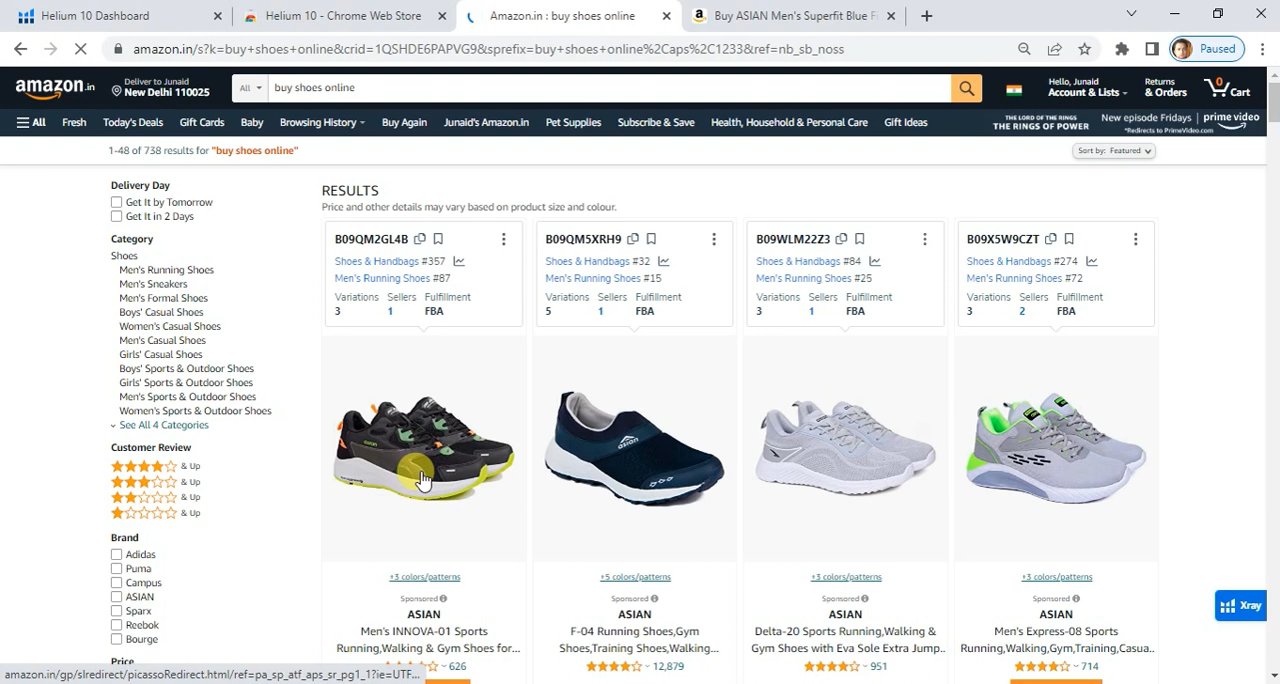 Helium 10 Dashboard
Helium 10 - Chrome Web Store
Amazon.in : buy shoes online
Buy ASIAN Men's Superfit Blue F
amazon.in/s?k=buy+shoes+online&crid=1QSHDE6PAPVG9&sprefix=buy+shoes+online%2Caps%2C1233&ref=nb_sb_noss
Paused
amazon.in
Deliver to Junaid
New Delhi 110025
All
buy shoes online
Hello, Junaid
Account & Lists
Returns
& Orders
0
Cart
All
Fresh
Today's Deals
Gift Cards
Baby
Browsing History
Buy Again
Junaid's Amazon.in
Pet Supplies
Subscribe & Save
Health, Household & Personal Care
Gift Ideas
THE LORD OF THE RINGS
THE RINGS OF POWER
New episode Fridays
*Redirects to PrimeVideo.com
prime video
1-48 of 738 results for "buy shoes online"
Sort by: Featured
Delivery Day
Get It by Tomorrow
Get It in 2 Days
Category
Shoes
Men's Running Shoes
Men's Sneakers
Men's Formal Shoes
Boys' Casual Shoes
Women's Casual Shoes
Men's Casual Shoes
Girls' Casual Shoes
Boys' Sports & Outdoor Shoes
Girls' Sports & Outdoor Shoes
Men's Sports & Outdoor Shoes
Women's Sports & Outdoor Shoes
See All 4 Categories
Customer Review
& Up
& Up
& Up
& Up
Brand
Adidas
Puma
Campus
ASIAN
Sparx
Reebok
Bourge
Price
RESULTS
Price and other details may vary based on product size and colour.
B09QM2GL4B
Shoes & Handbags #357
Men's Running Shoes #87
Variations Sellers Fulfillment
3 1 FBA
+3 colors/patterns
Sponsored
ASIAN
Men's INNOVA-01 Sports
Running,Walking & Gym Shoes for...
626
B09QM5XRH9
Shoes & Handbags #32
Men's Running Shoes #15
Variations Sellers Fulfillment
5 1 FBA
+5 colors/patterns
Sponsored
ASIAN
F-04 Running Shoes,Gym
Shoes,Training Shoes,Walking...
12,879
B09WLM22Z3
Shoes & Handbags #84
Men's Running Shoes #25
Variations Sellers Fulfillment
3 1 FBA
+3 colors/patterns
Sponsored
ASIAN
Delta-20 Sports Running,Walking &
Gym Shoes with Eva Sole Extra Jump..
951
B09X5W9CZT
Shoes & Handbags #274
Men's Running Shoes #72
Variations Sellers Fulfillment
3 2 FBA
+3 colors/patterns
Sponsored
ASIAN
Men's Express-08 Sports
Running,Walking,Gym,Training,Casua..
714
Xray
amazon.in/gp/slredirect/picassoRedirect.html/ref=pa_sp_atf_aps_sr_pg1_1?ie=UTF...